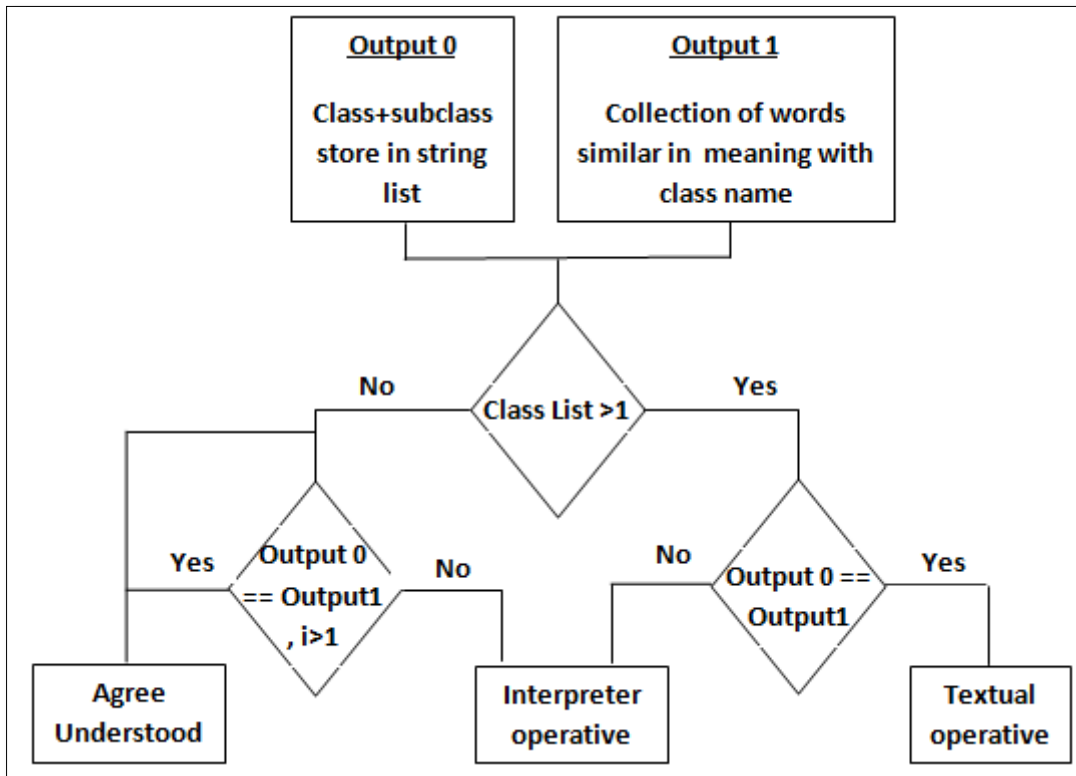 Output 0
Class+subclass
store in string
list
Output 1
Collection of words
similar in meaning with
class name
No
Yes
Class List >1
Yes
Output 0
== Output1
, i>1
No
No
Output 0 ==
Output1
Yes
Agree
Understood
Interpreter
operative
Textual
operative